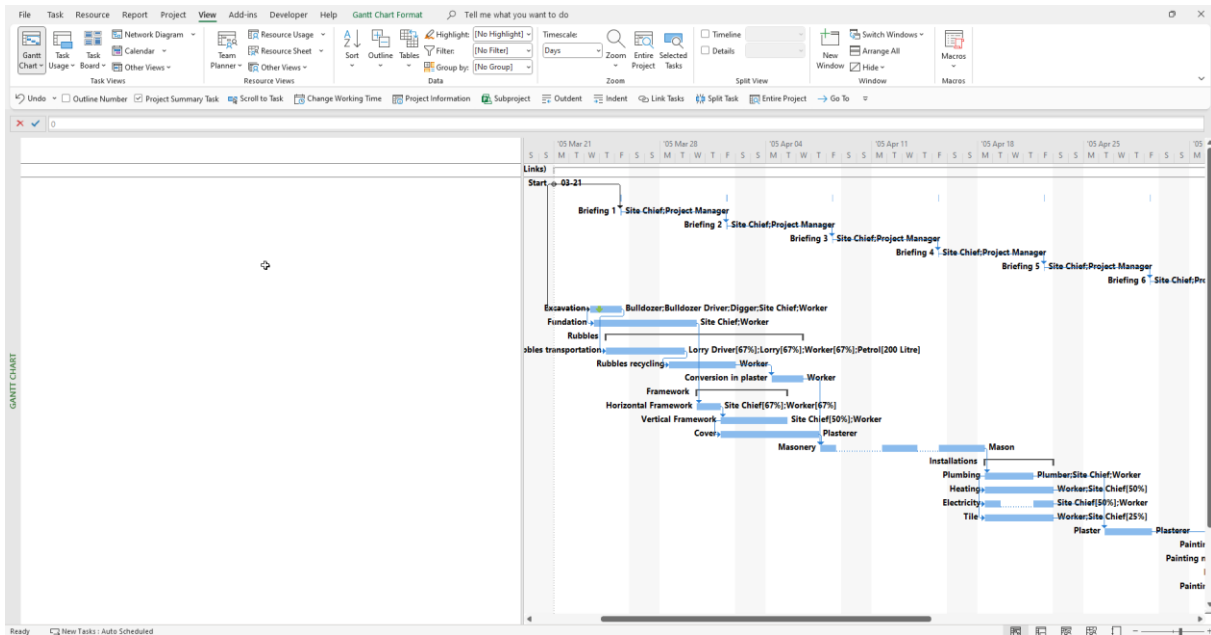 File Task Resource Report Project View Add-ins Developer Help Gantt Chart Format Tell me what you want to do
Network Diagram Resource Usage Highlight: [No Highlight] Timescale: Timeline Switch Windows
Calendar Resource Sheet Filter: [No Filter] Days Details Arrange All
Gantt Chart Task Usage Task Board Other Views Team Planner Other Views Sort Outline Tables Group by: [No Group] Zoom Entire Project Selected Tasks New Window Hide Macros
Task Views Resource Views Data Zoom Split View Window Macros
Undo Outline Number Project Summary Task Scroll to Task Change Working Time Project Information Subproject Outdent Indent Link Tasks Split Task Entire Project Go To
0
'05 Mar 21 '05 Mar 28 '05 Apr 04 '05 Apr 11 '05 Apr 18 '05 Apr 25 '05
S S M T W T F S S M T W T F S S M T W T F S S M T W T F S S M T W T F S S M T W T F S S M
Links)
Start 03-21
Briefing 1 Site Chief;Project Manager
Briefing 2 Site Chief;Project Manager
Briefing 3 Site Chief;Project Manager
Briefing 4 Site Chief;Project Manager
Briefing 5 Site Chief;Project Manager
Briefing 6 Site Chief;Pro
Excavation Bulldozer;Bulldozer Driver;Digger;Site Chief;Worker
Fundation Site Chief;Worker
Rubbles
bbles transportation Lorry Driver[67%];Lorry[67%];Worker[67%];Petrol[200 Litre]
Rubbles recycling Worker
Conversion in plaster Worker
Framework
Horizontal Framework Site Chief[67%];Worker[67%]
Vertical Framework Site Chief[50%];Worker
Cover Plasterer
Masonery Mason
Installations
Plumbing Plumber;Site Chief;Worker
Heating Worker;Site Chief[50%]
Electricity Site Chief[50%];Worker
Tile Worker;Site Chief[25%]
Plaster Plasterer
Paintin
Painting n
Paintin
GANTT CHART
Ready New Tasks : Auto Scheduled